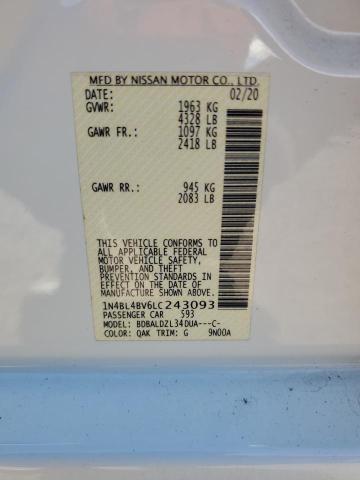 MFD BY NISSAN MOTOR CO., LTD.
DATE: 02/20
GVWR: 1963 KG
4328 LB
GAWR FR.: 1097 KG
2418 LB
GAWR RR.: 945 KG
2083 LB
THIS VEHICLE CONFORMS TO
ALL APPLICABLE FEDERAL
MOTOR VEHICLE SAFETY,
BUMPER, AND THEFT
PREVENTION STANDARDS IN
EFFECT ON THE DATE OF
MANUFACTURE SHOWN ABOVE.
1N4BL4BV6LC243093
PASSENGER CAR 593
MODEL: BDBALDZL34DUA---C-
COLOR: QAK TRIM: G 9N00A